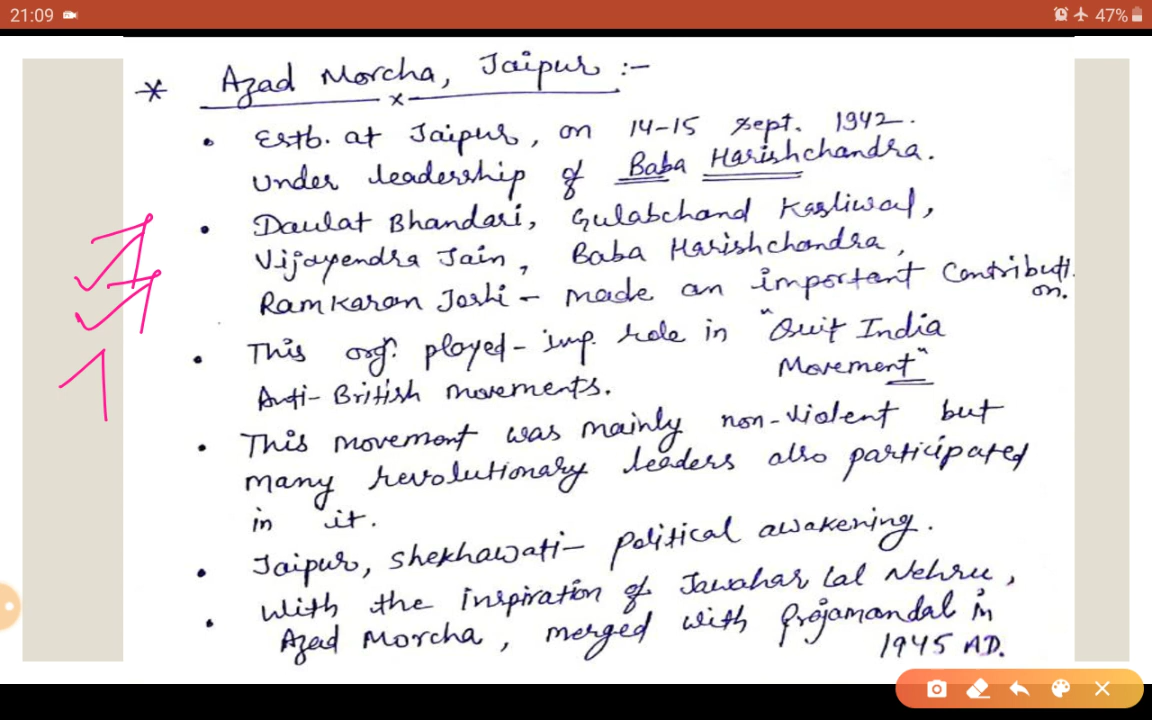 21:09
47%
* Azad Morcha, Jaipur :-
• Estb. at Jaipur, on 14-15 Sept. 1942.
Under leadership of Baba Harishchandra.
• Daulat Bhandari, Gulabchand Kasliwal,
Vijayendra Jain, Baba Harishchandra,
Ramkaran Joshi - made an important Contributi
on.
• This org. played - imp. role in "Quit India
Movement"
Anti-British movements.
• This movement was mainly non-violent but
many revolutionary leaders also participated
in it.
• Jaipur, Shekhawati - political awakening.
• With the inspiration of Jawahar Lal Nehru,
Azad Morcha, merged with Prajamandal in
1945 AD.